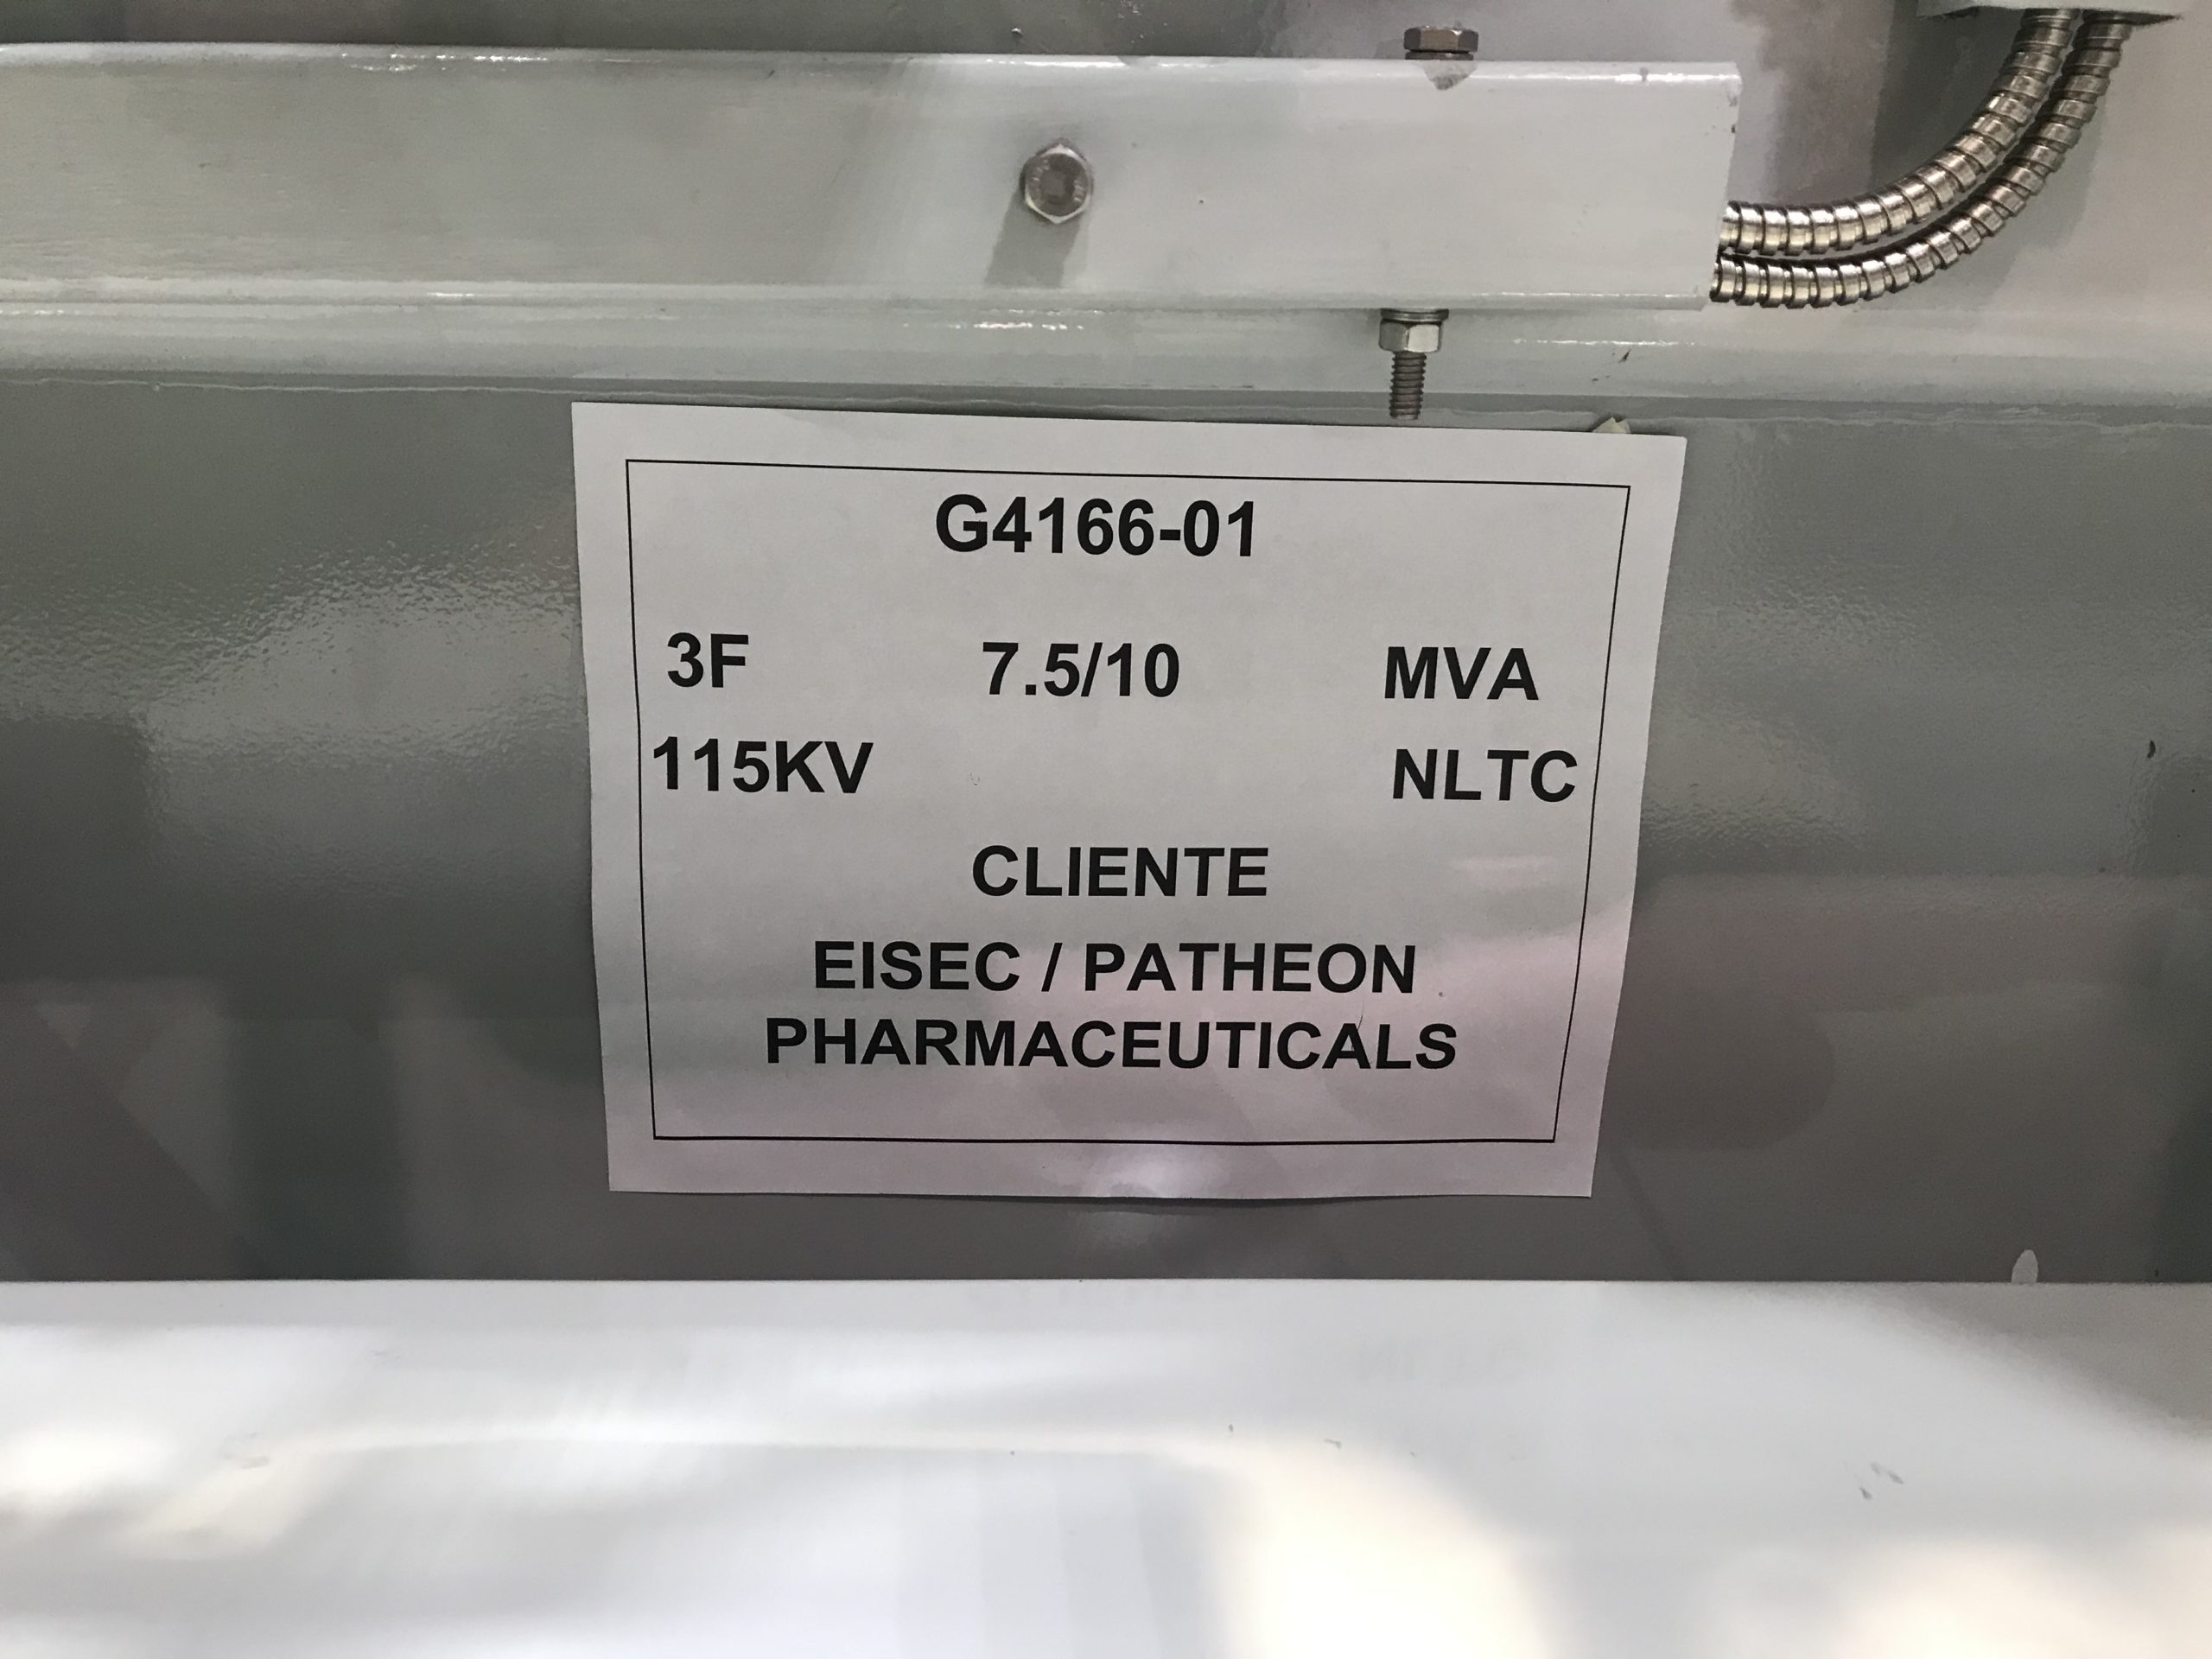 G4166-01
3F 7.5/10 MVA
115KV NLTC
CLIENTE
EISEC / PATHEON
PHARMACEUTICALS